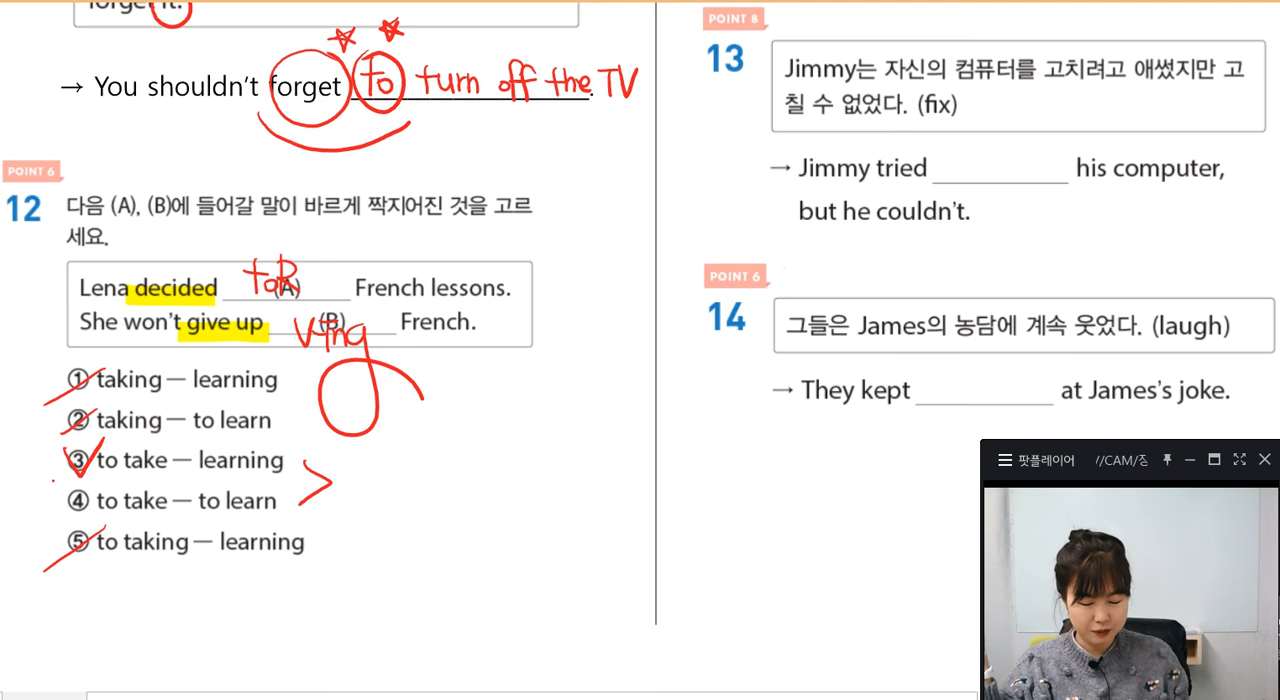 forget it.
→ You shouldn't forget to turn off the TV.
POINT 6
12 다음 (A), (B)에 들어갈 말이 바르게 짝지어진 것을 고르
세요.
Lena decided (A) French lessons.
toR
She won't give up (B) French.
Ving
① taking — learning
② taking — to learn
③ to take — learning
④ to take — to learn
⑤ to taking — learning
POINT 8
13 Jimmy는 자신의 컴퓨터를 고치려고 애썼지만 고
칠 수 없었다. (fix)
→ Jimmy tried his computer,
but he couldn't.
POINT 6
14 그들은 James의 농담에 계속 웃었다. (laugh)
→ They kept at James's joke.
팟플레이어 //CAM/징